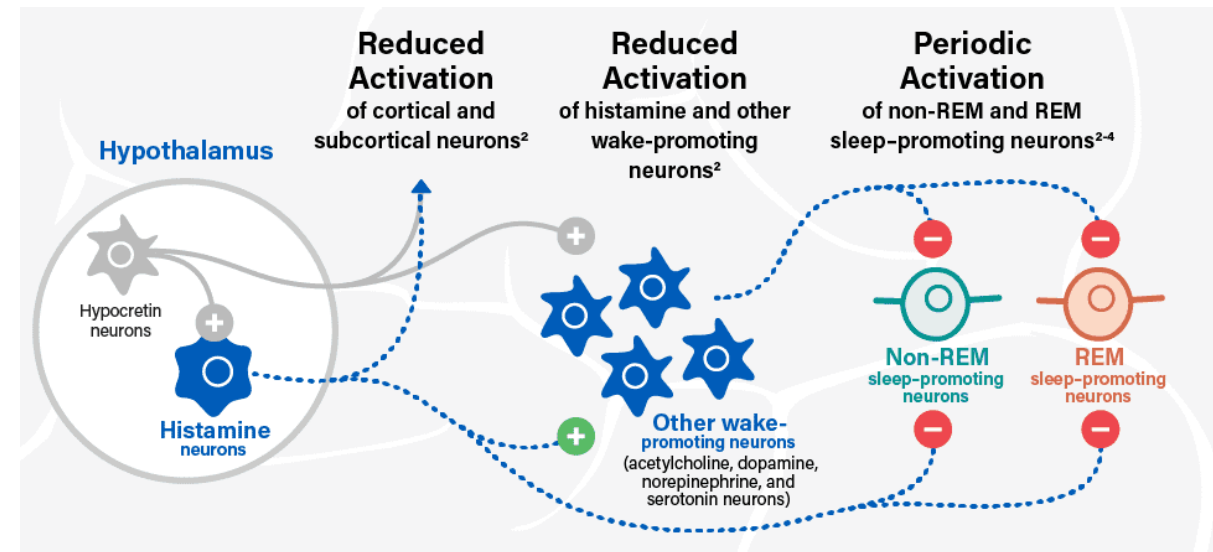 Reduced
Activation
of cortical and
subcortical neurons²
Reduced
Activation
of histamine and other
wake-promoting
neurons²
Periodic
Activation
of non-REM and REM
sleep–promoting neurons²⁻⁴
Hypothalamus
Hypocretin
neurons
+
Histamine
neurons
+
+
Other wake-
promoting neurons
(acetylcholine, dopamine,
norepinephrine, and
serotonin neurons)
−
−
Non-REM
sleep–promoting
neurons
REM
sleep–promoting
neurons
−
−